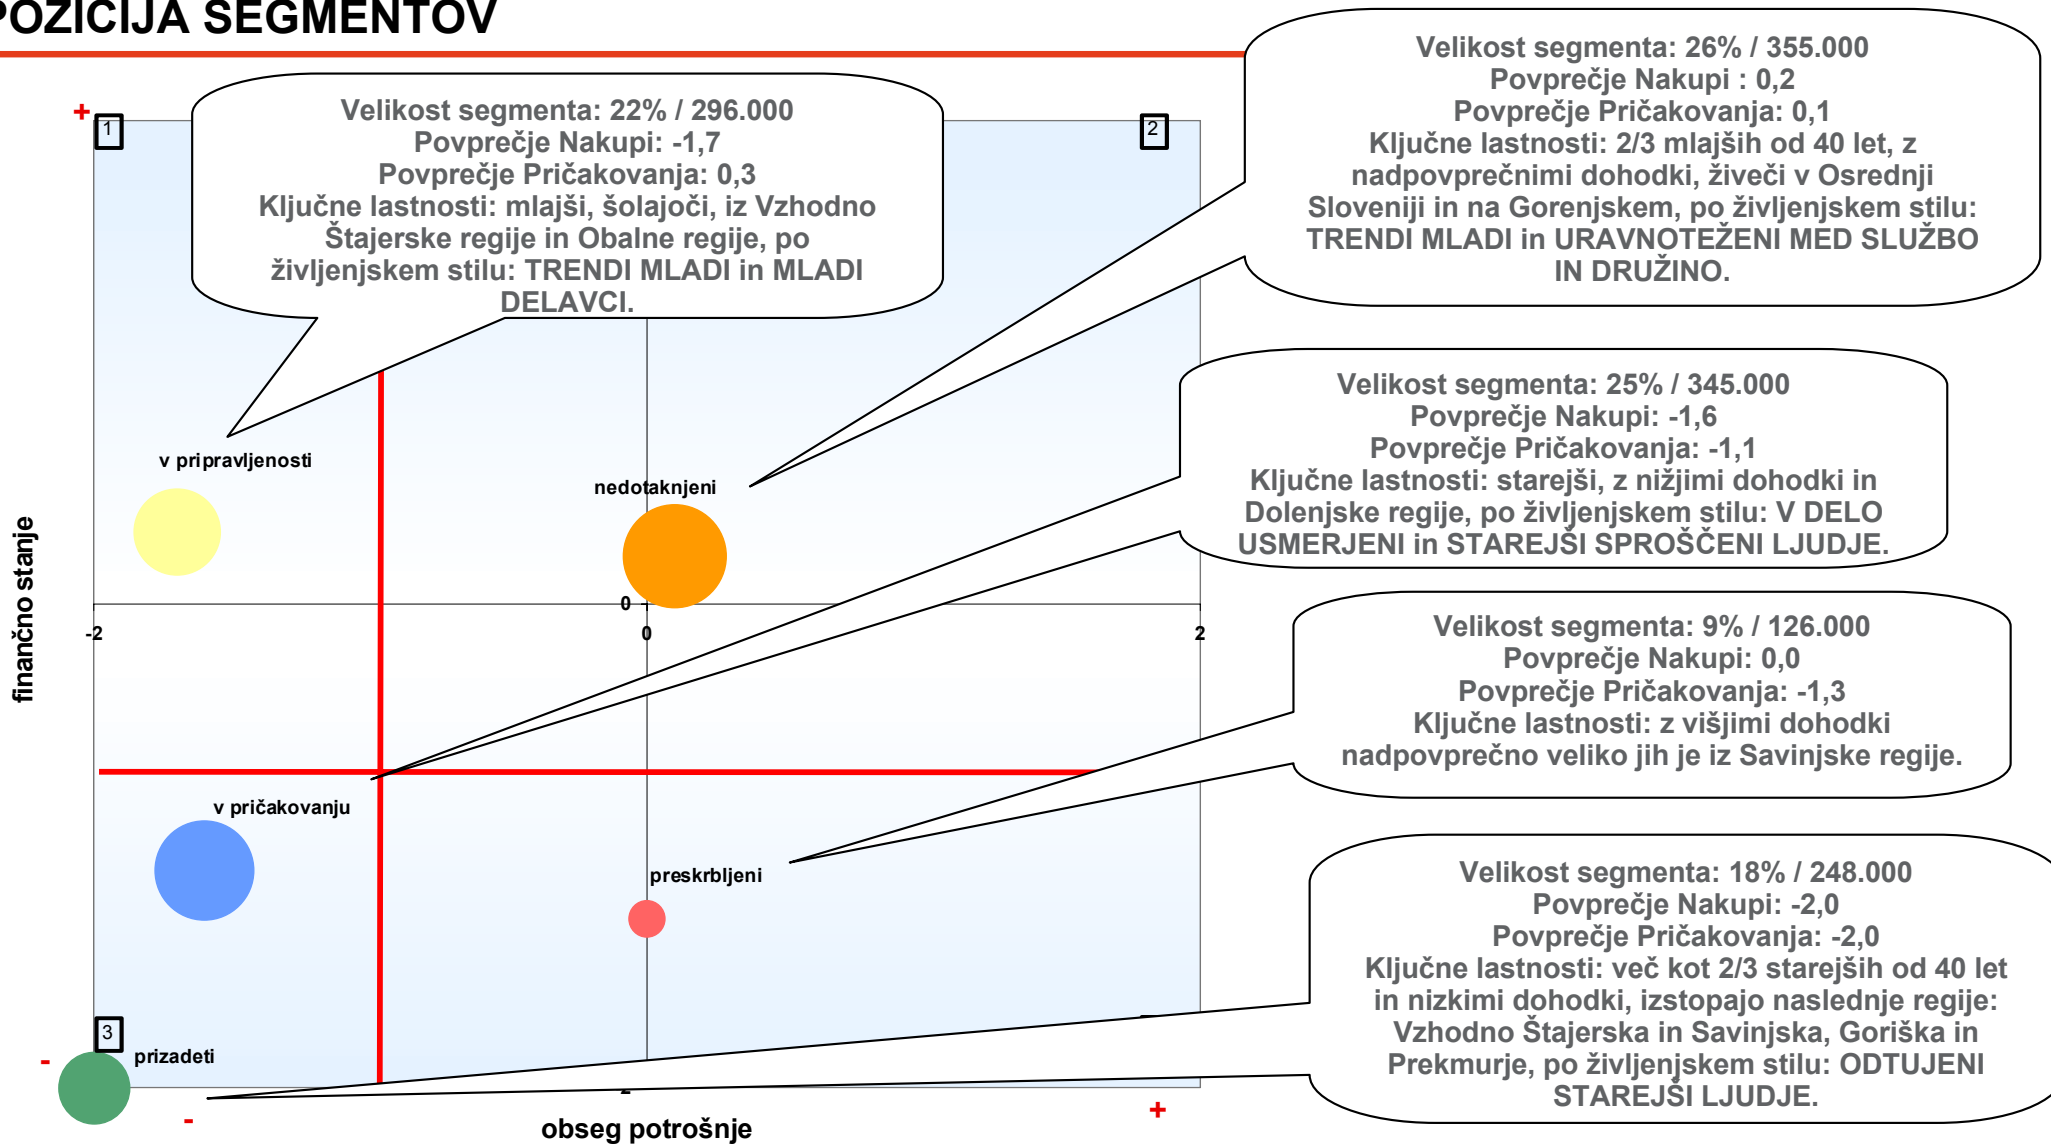 POZICIJA SEGMENTOV
Velikost segmenta: 26% / 355.000
Povprečje Nakupi : 0,2
Povprečje Pričakovanja: 0,1
Ključne lastnosti: 2/3 mlajših od 40 let, z
nadpovprečnimi dohodki, živeči v Osrednji
Sloveniji in na Gorenjskem, po življenjskem stilu:
TRENDI MLADI in URAVNOTEŽENI MED SLUŽBO
IN DRUŽINO.
Velikost segmenta: 22% / 296.000
Povprečje Nakupi: -1,7
Povprečje Pričakovanja: 0,3
Ključne lastnosti: mlajši, šolajoči, iz Vzhodno
Štajerske regije in Obalne regije, po
življenjskem stilu: TRENDI MLADI in MLADI
DELAVCI.
+
1
2
Velikost segmenta: 25% / 345.000
Povprečje Nakupi: -1,6
Povprečje Pričakovanja: -1,1
Ključne lastnosti: starejši, z nižjimi dohodki in
Dolenjske regije, po življenjskem stilu: V DELO
USMERJENI in STAREJŠI SPROŠČENI LJUDJE.
v pripravljenosti
nedotaknjeni
finančno stanje
0
-2
0
2
Velikost segmenta: 9% / 126.000
Povprečje Nakupi: 0,0
Povprečje Pričakovanja: -1,3
Ključne lastnosti: z višjimi dohodki
nadpovprečno veliko jih je iz Savinjske regije.
v pričakovanju
preskrbljeni
Velikost segmenta: 18% / 248.000
Povprečje Nakupi: -2,0
Povprečje Pričakovanja: -2,0
Ključne lastnosti: več kot 2/3 starejših od 40 let
in nizkimi dohodki, izstopajo naslednje regije:
Vzhodno Štajerska in Savinjska, Goriška in
Prekmurje, po življenjskem stilu: ODTUJENI
STAREJŠI LJUDJE.
3
-
prizadeti
-
+
obseg potrošnje